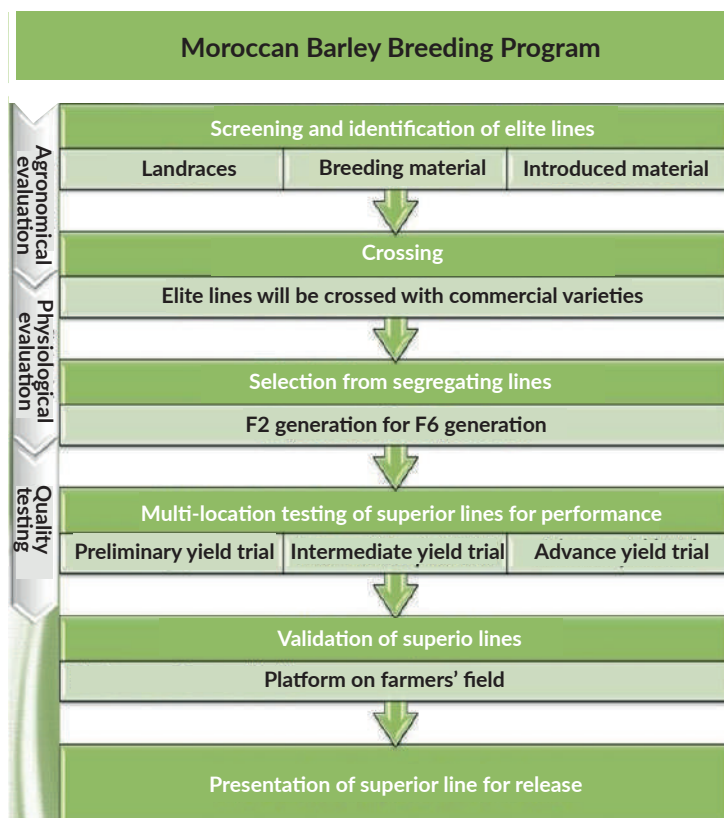 Moroccan Barley Breeding Program
Agronomical
evaluation
Physiological
evaluation
Quality
testing
Screening and identification of elite lines
Landraces
Breeding material
Introduced material
Crossing
Elite lines will be crossed with commercial varieties
Selection from segregating lines
F2 generation for F6 generation
Multi-location testing of superior lines for performance
Preliminary yield trial
Intermediate yield trial
Advance yield trial
Validation of superio lines
Platform on farmers’ field
Presentation of superior line for release